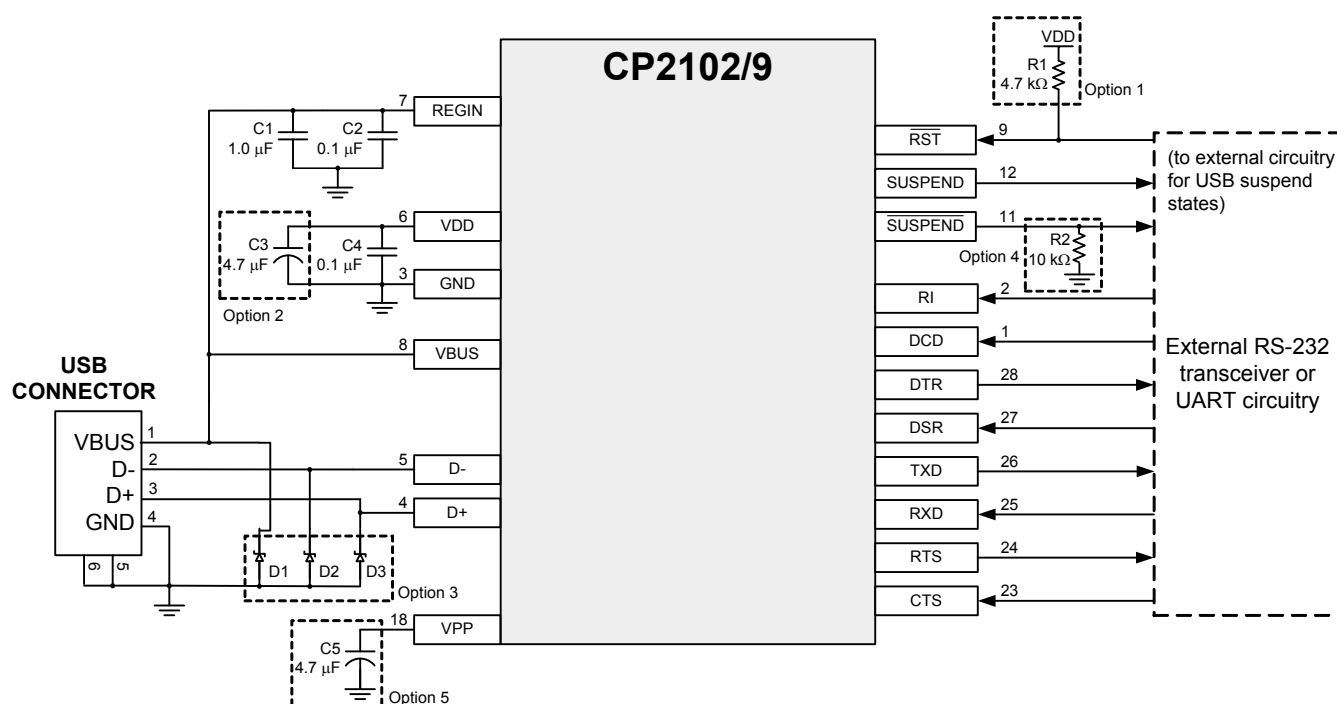 CP2102/9
VDD
R1
4.7 kΩ
Option 1
7
REGIN
C1
1.0 μF
C2
0.1 μF
RST
9
(to external circuitry
for USB suspend
states)
SUSPEND
12
SUSPEND
11
R2
10 kΩ
Option 4
6
VDD
C3
4.7 μF
C4
0.1 μF
3
GND
Option 2
RI
2
DCD
1
8
VBUS
External RS-232
transceiver or
UART circuitry
DTR
28
DSR
27
TXD
26
RXD
25
RTS
24
CTS
23
USB
CONNECTOR
VBUS
1
D-
2
D+
3
GND
4
6
5
5
D-
4
D+
D1
D2
D3
Option 3
18
VPP
C5
4.7 μF
Option 5